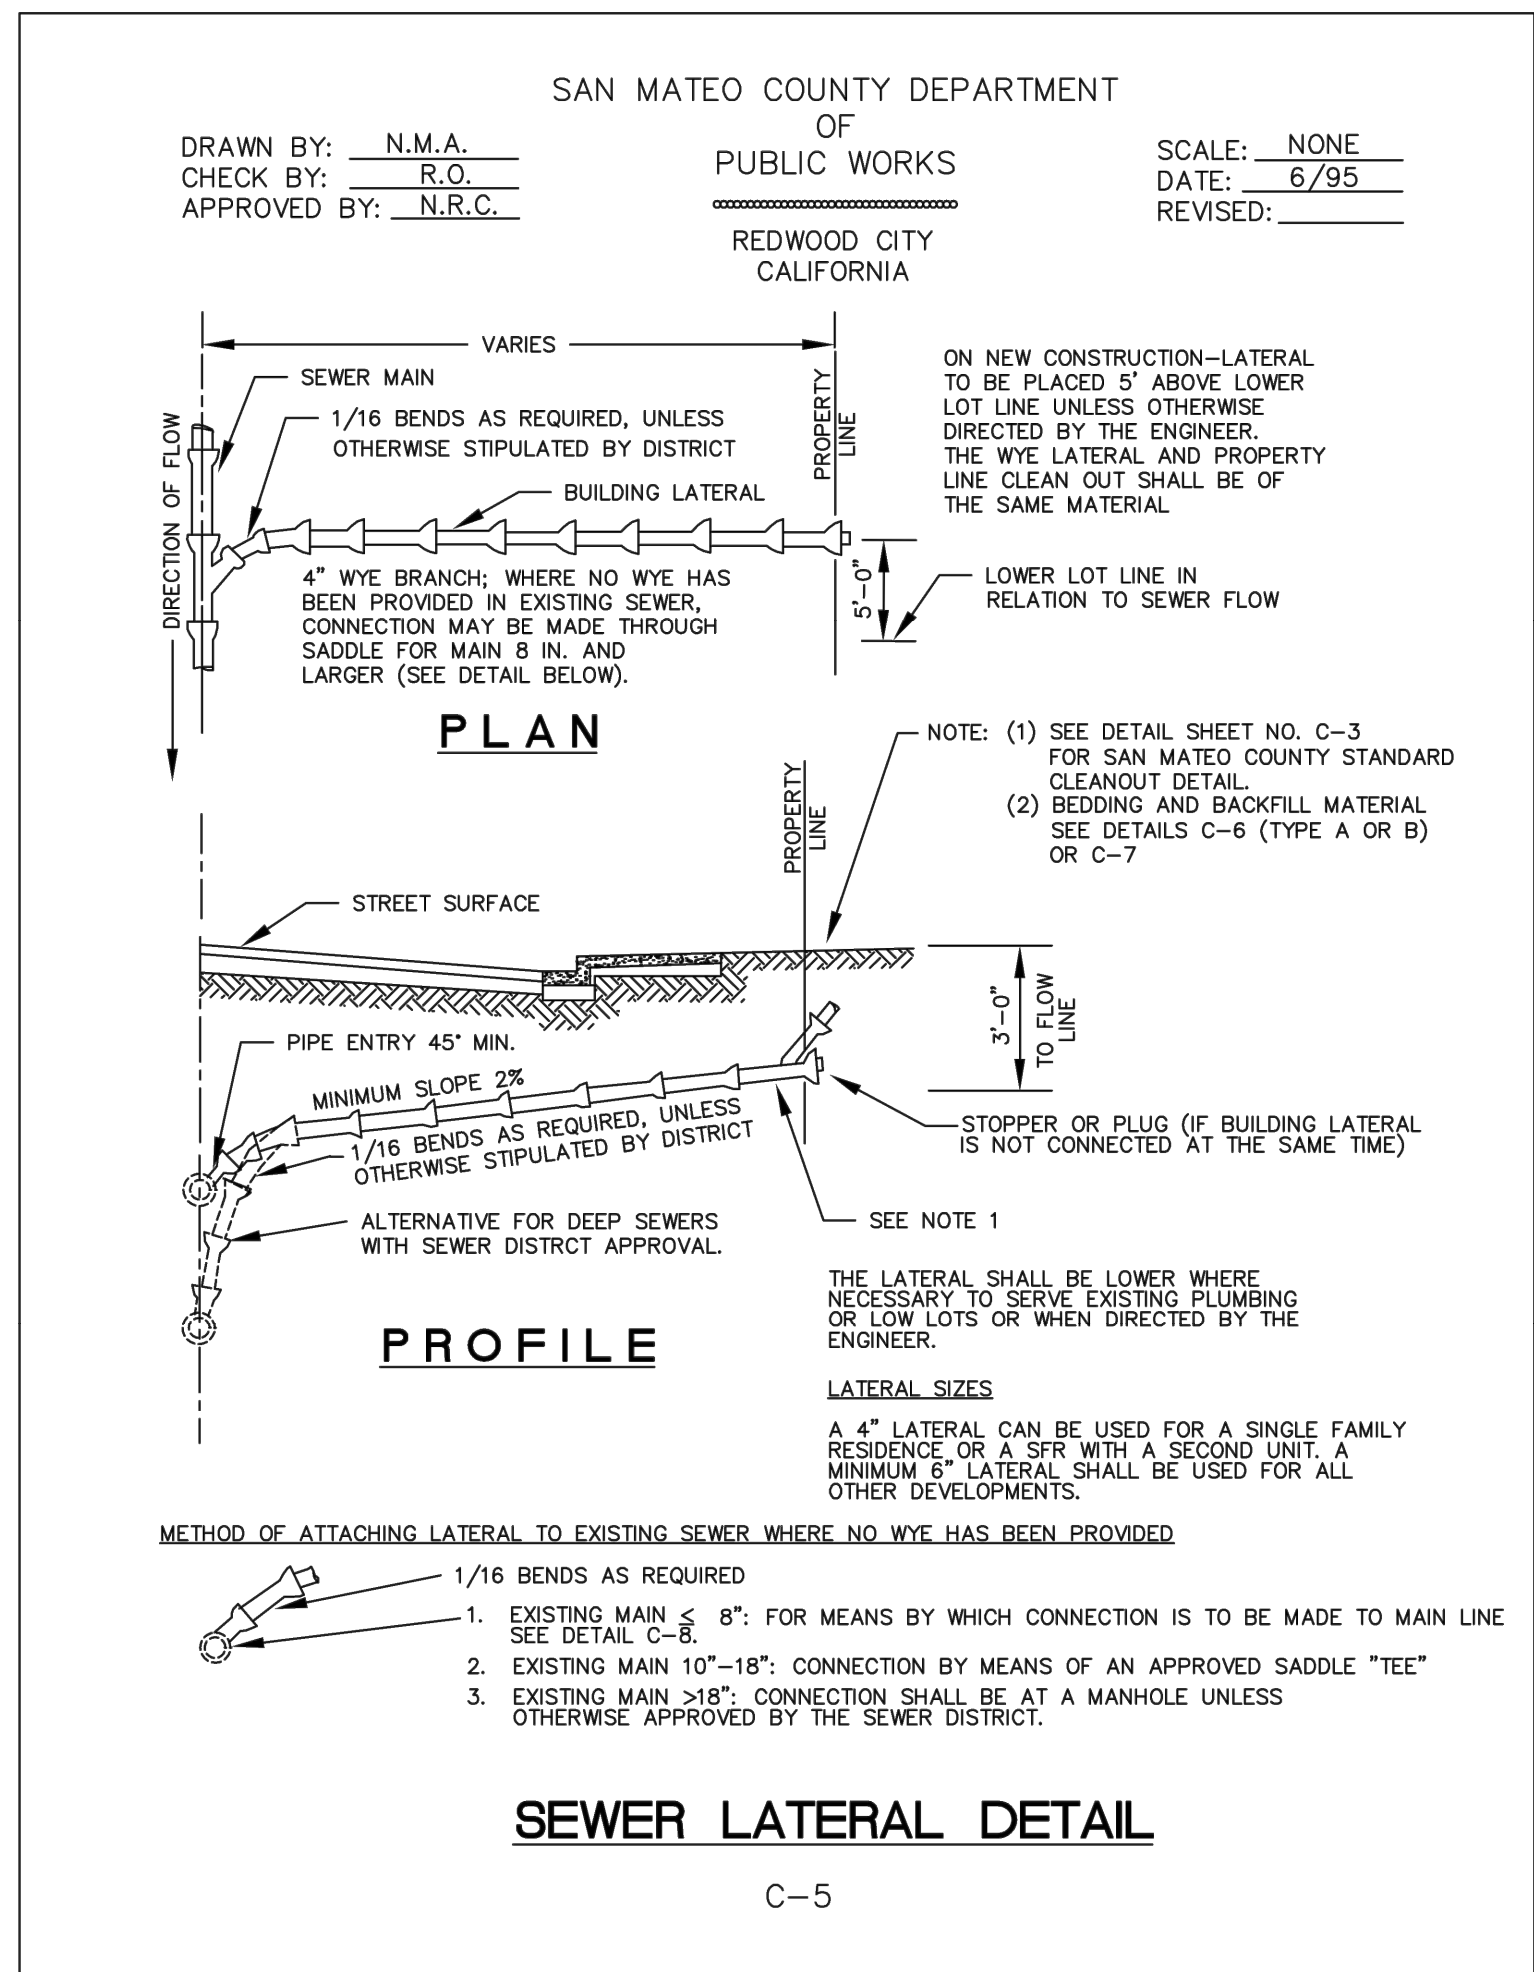 SAN MATEO COUNTY DEPARTMENT
OF
PUBLIC WORKS
REDWOOD CITY
CALIFORNIA
DRAWN BY: N.M.A.
CHECK BY: R.O.
APPROVED BY: N.R.C.
SCALE: NONE
DATE: 6/95
REVISED:
VARIES
SEWER MAIN
1/16 BENDS AS REQUIRED, UNLESS
OTHERWISE STIPULATED BY DISTRICT
BUILDING LATERAL
DIRECTION OF FLOW
PROPERTY
LINE
4" WYE BRANCH; WHERE NO WYE HAS
BEEN PROVIDED IN EXISTING SEWER,
CONNECTION MAY BE MADE THROUGH
SADDLE FOR MAIN 8 IN. AND
LARGER (SEE DETAIL BELOW).
ON NEW CONSTRUCTION-LATERAL
TO BE PLACED 5' ABOVE LOWER
LOT LINE UNLESS OTHERWISE
DIRECTED BY THE ENGINEER.
THE WYE LATERAL AND PROPERTY
LINE CLEAN OUT SHALL BE OF
THE SAME MATERIAL
5'-0"
LOWER LOT LINE IN
RELATION TO SEWER FLOW
PLAN
NOTE: (1) SEE DETAIL SHEET NO. C-3
FOR SAN MATEO COUNTY STANDARD
CLEANOUT DETAIL.
(2) BEDDING AND BACKFILL MATERIAL
SEE DETAILS C-6 (TYPE A OR B)
OR C-7
PROPERTY
LINE
STREET SURFACE
3'-0"
TO FLOW
LINE
PIPE ENTRY 45° MIN.
MINIMUM SLOPE 2%
1/16 BENDS AS REQUIRED, UNLESS
OTHERWISE STIPULATED BY DISTRICT
STOPPER OR PLUG (IF BUILDING LATERAL
IS NOT CONNECTED AT THE SAME TIME)
SEE NOTE 1
ALTERNATIVE FOR DEEP SEWERS
WITH SEWER DISTRCT APPROVAL.
PROFILE
THE LATERAL SHALL BE LOWER WHERE
NECESSARY TO SERVE EXISTING PLUMBING
OR LOW LOTS OR WHEN DIRECTED BY THE
ENGINEER.
LATERAL SIZES
A 4" LATERAL CAN BE USED FOR A SINGLE FAMILY
RESIDENCE OR A SFR WITH A SECOND UNIT. A
MINIMUM 6" LATERAL SHALL BE USED FOR ALL
OTHER DEVELOPMENTS.
METHOD OF ATTACHING LATERAL TO EXISTING SEWER WHERE NO WYE HAS BEEN PROVIDED
1/16 BENDS AS REQUIRED
1. EXISTING MAIN ≤ 8": FOR MEANS BY WHICH CONNECTION IS TO BE MADE TO MAIN LINE
SEE DETAIL C-8.
2. EXISTING MAIN 10"-18": CONNECTION BY MEANS OF AN APPROVED SADDLE "TEE"
3. EXISTING MAIN >18": CONNECTION SHALL BE AT A MANHOLE UNLESS
OTHERWISE APPROVED BY THE SEWER DISTRICT.
SEWER LATERAL DETAIL
C-5